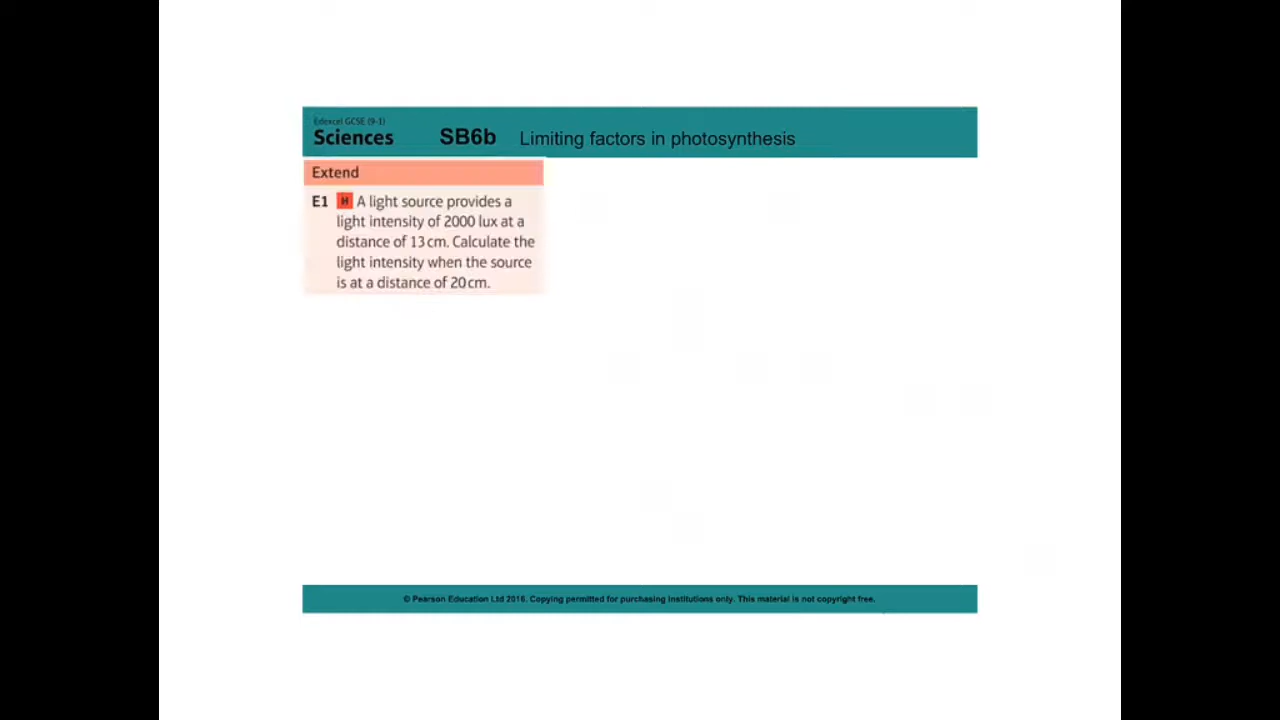 Edexcel GCSE (9-1)
Sciences SB6b Limiting factors in photosynthesis
Extend
E1 H A light source provides a
light intensity of 2000 lux at a
distance of 13 cm. Calculate the
light intensity when the source
is at a distance of 20 cm.
© Pearson Education Ltd 2016. Copying permitted for purchasing institutions only. This material is not copyright free.